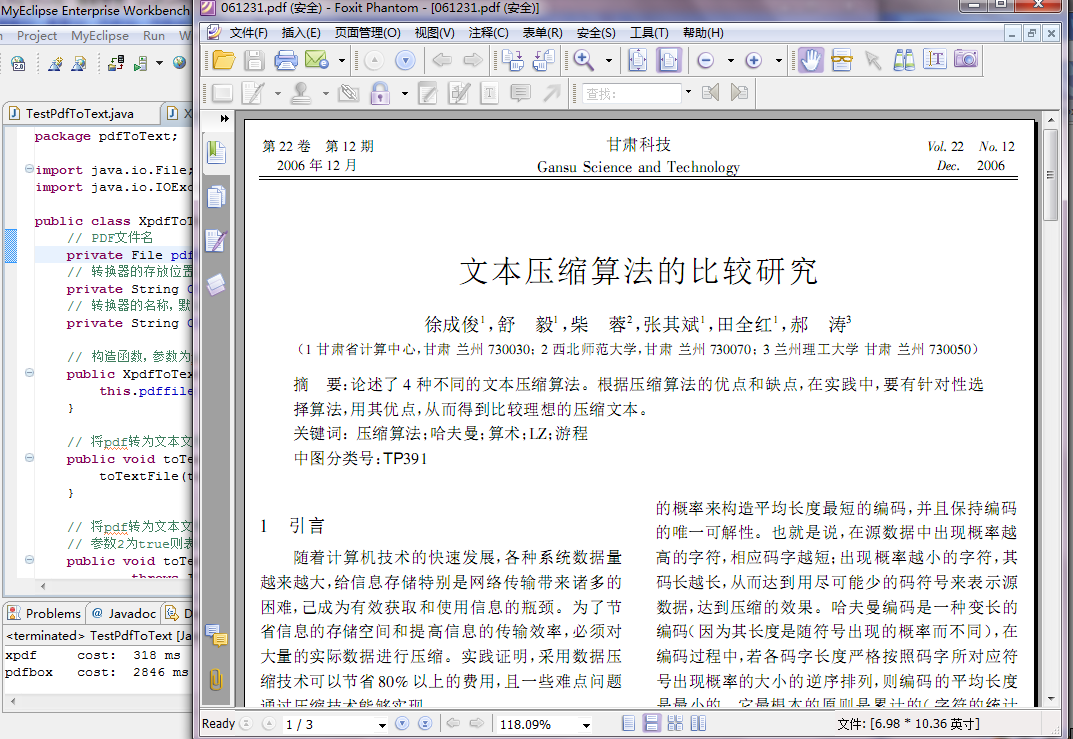 MyEclipse Enterprise Workbench
Project MyEclipse Run W
TestPdfToText.java X
package pdfToText;
import java.io.File;
import java.io.IOExc
public class XpdfToT
// PDF文件名
private File pdf
// 转换器的存放位置
private String C
// 转换器的名称,默
private String C
// 构造函数,参数为
public XpdfToT
this.pdffile
}
// 将pdf转为文本文
public void toTe
toTextFile(t
}
// 将pdf转为文本文
// 参数2为true则表
public void toTe
throws I
Problems @ Javadoc D
<terminated> TestPdfToText [Ja
xpdf cost: 318 ms
pdfbox cost: 2846 ms
061231.pdf (安全) - Foxit Phantom - [061231.pdf (安全)]
文件(F) 插入(E) 页面管理(O) 视图(V) 注释(C) 表单(R) 安全(S) 工具(T) 帮助(H)
查找:
第 22 卷 第 12 期 甘肃科技 Vol. 22 No. 12
2006 年 12 月 Gansu Science and Technology Dec. 2006
文本压缩算法的比较研究
徐成俊1,舒 毅1,柴 蓉2,张其斌1,田全红1,郝 涛3
(1 甘肃省计算中心,甘肃 兰州 730030; 2 西北师范大学,甘肃 兰州 730070; 3 兰州理工大学 甘肃 兰州 730050)
摘 要:论述了 4 种不同的文本压缩算法。根据压缩算法的优点和缺点,在实践中,要有针对性选
择算法,用其优点,从而得到比较理想的压缩文本。
关键词: 压缩算法;哈夫曼;算术;LZ;游程
中图分类号:TP391
1 引言
随着计算机技术的快速发展,各种系统数据量
越来越大,给信息存储特别是网络传输带来诸多的
困难,己成为有效获取和使用信息的瓶颈。为了节
省信息的存储空间和提高信息的传输效率,必须对
大量的实际数据进行压缩。实践证明,采用数据压
缩技术可以节省 80% 以上的费用,且一些难点问题
通过压缩技术能够实现
的概率来构造平均长度最短的编码,并且保持编码
的唯一可解性。也就是说,在源数据中出现概率越
高的字符,相应码字越短;出现概率越小的字符,其
码长越长,从而达到用尽可能少的码符号来表示源
数据,达到压缩的效果。哈夫曼编码是一种变长的
编码(因为其长度是随符号出现的概率而不同),在
编码过程中,若各码字长度严格按照码字所对应符
号出现概率的大小的逆序排列,则编码的平均长度
是最小的。它最根本的原则是累计的(字符的统计
Ready 1 / 3 118.09% 文件: [6.98 * 10.36 英寸]